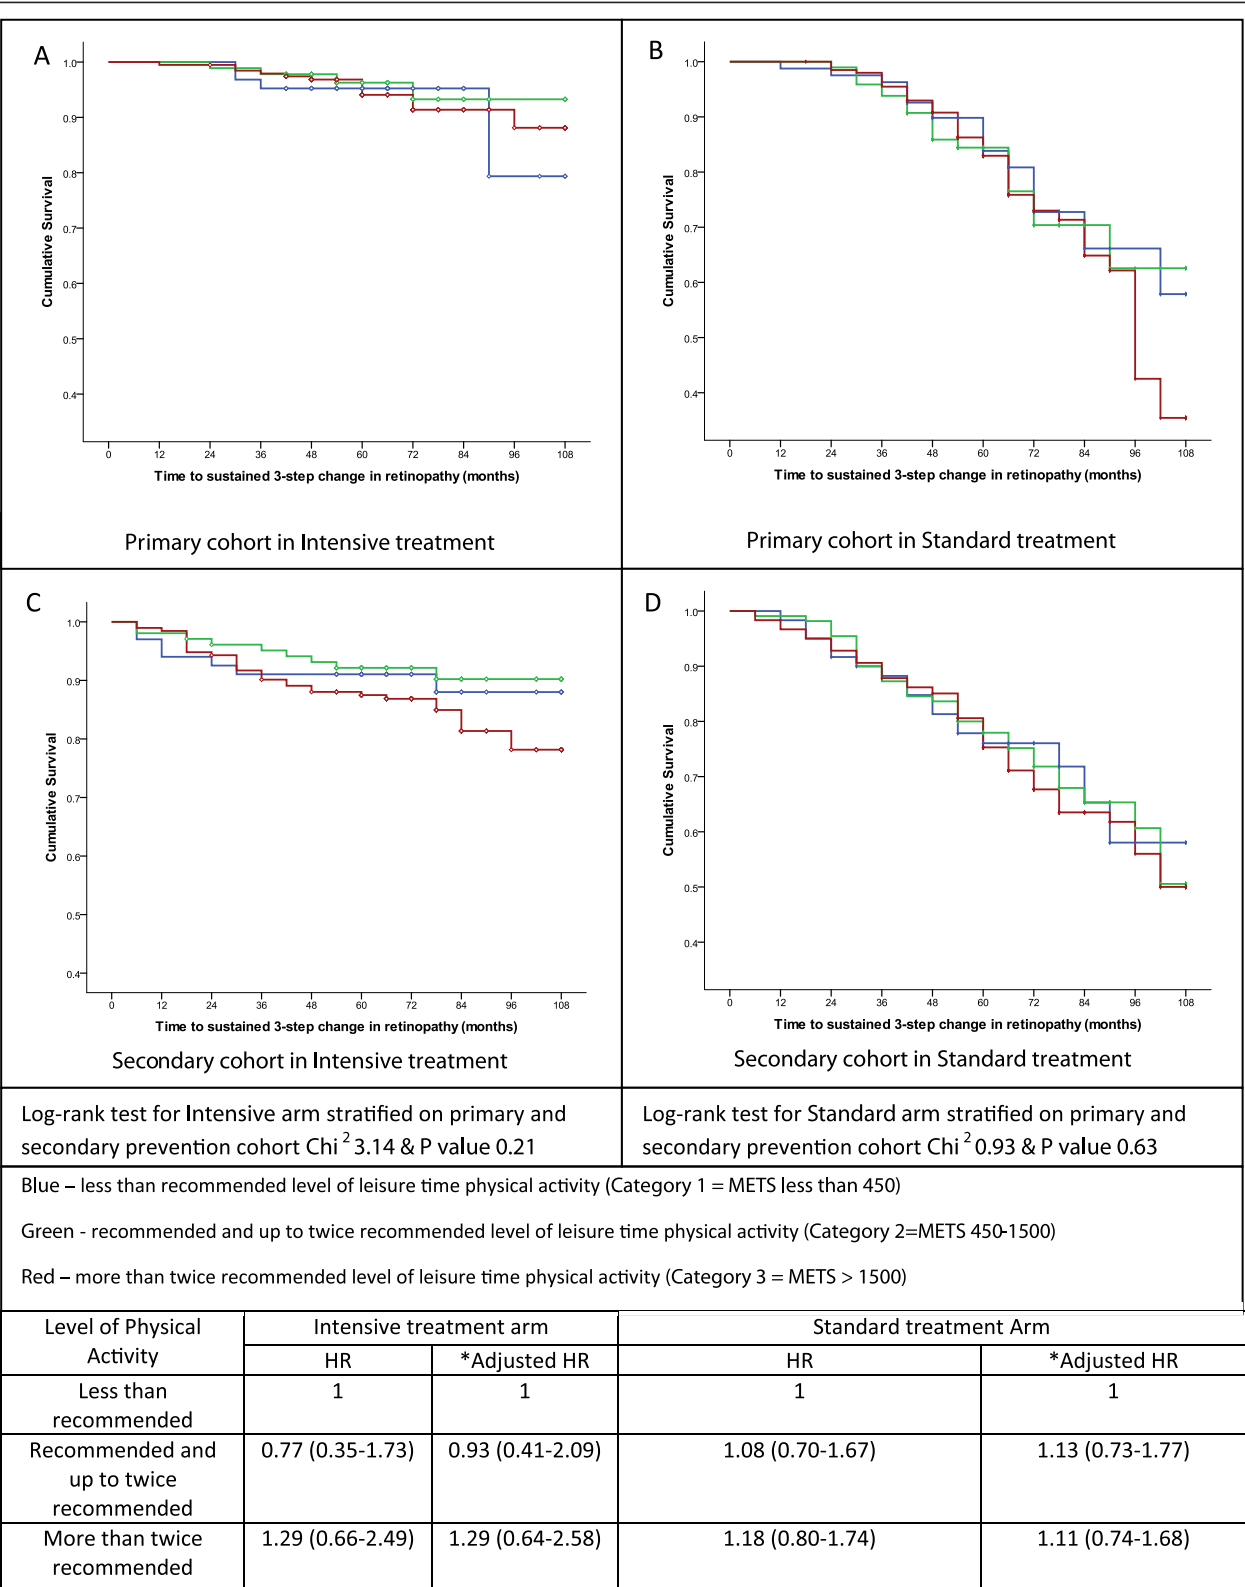 A
1.0
0.9
0.8
0.7
0.6
0.5
0.4
Cumulative Survival
0 12 24 36 48 60 72 84 96 108
Time to sustained 3-step change in retinopathy (months)
Primary cohort in Intensive treatment
B
1.0
0.9
0.8
0.7
0.6
0.5
0.4
Cumulative Survival
0 12 24 36 48 60 72 84 96 108
Time to sustained 3-step change in retinopathy (months)
Primary cohort in Standard treatment
C
1.0
0.9
0.8
0.7
0.6
0.5
0.4
Cumulative Survival
0 12 24 36 48 60 72 84 96 108
Time to sustained 3-step change in retinopathy (months)
Secondary cohort in Intensive treatment
D
1.0
0.9
0.8
0.7
0.6
0.5
0.4
Cumulative Survival
0 12 24 36 48 60 72 84 96 108
Time to sustained 3-step change in retinopathy (months)
Secondary cohort in Standard treatment
Log-rank test for Intensive arm stratified on primary and
secondary prevention cohort Chi 2 3.14 & P value 0.21
Log-rank test for Standard arm stratified on primary and
secondary prevention cohort Chi 2 0.93 & P value 0.63
Blue – less than recommended level of leisure time physical activity (Category 1 = METS less than 450)
Green - recommended and up to twice recommended level of leisure time physical activity (Category 2=METS 450-1500)
Red – more than twice recommended level of leisure time physical activity (Category 3 = METS > 1500)
Level of Physical
Activity
Intensive treatment arm
Standard treatment Arm
HR
*Adjusted HR
HR
*Adjusted HR
Less than
recommended
1
1
1
1
Recommended and
up to twice
recommended
0.77 (0.35-1.73)
0.93 (0.41-2.09)
1.08 (0.70-1.67)
1.13 (0.73-1.77)
More than twice
recommended
1.29 (0.66-2.49)
1.29 (0.64-2.58)
1.18 (0.80-1.74)
1.11 (0.74-1.68)